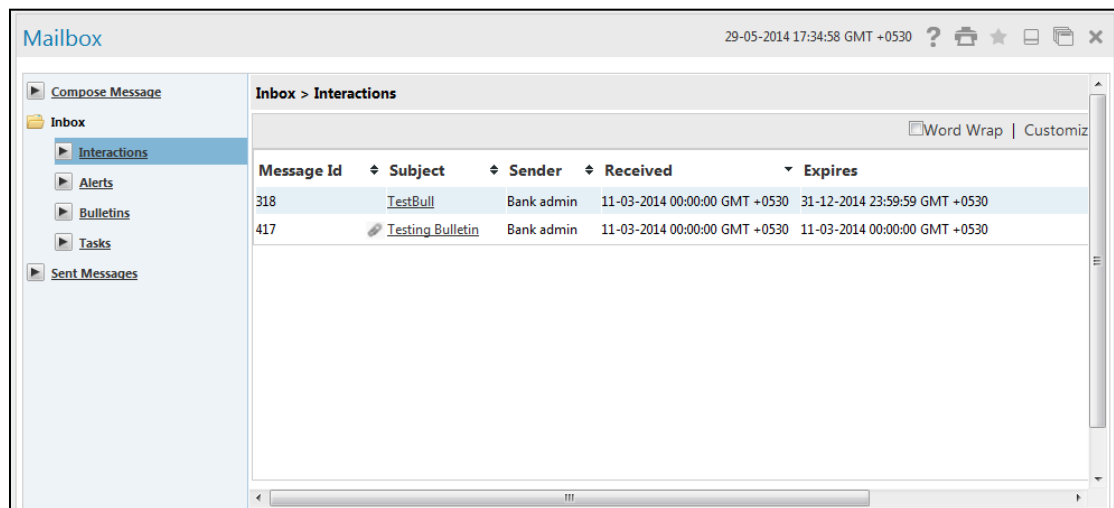 Mailbox
29-05-2014 17:34:58 GMT +0530 ?
Compose Message
Inbox
Interactions
Alerts
Bulletins
Tasks
Sent Messages
Inbox > Interactions
Word Wrap | Customiz
Message Id Subject Sender Received Expires
318 TestBull Bank admin 11-03-2014 00:00:00 GMT +0530 31-12-2014 23:59:59 GMT +0530
417 Testing Bulletin Bank admin 11-03-2014 00:00:00 GMT +0530 11-03-2014 00:00:00 GMT +0530